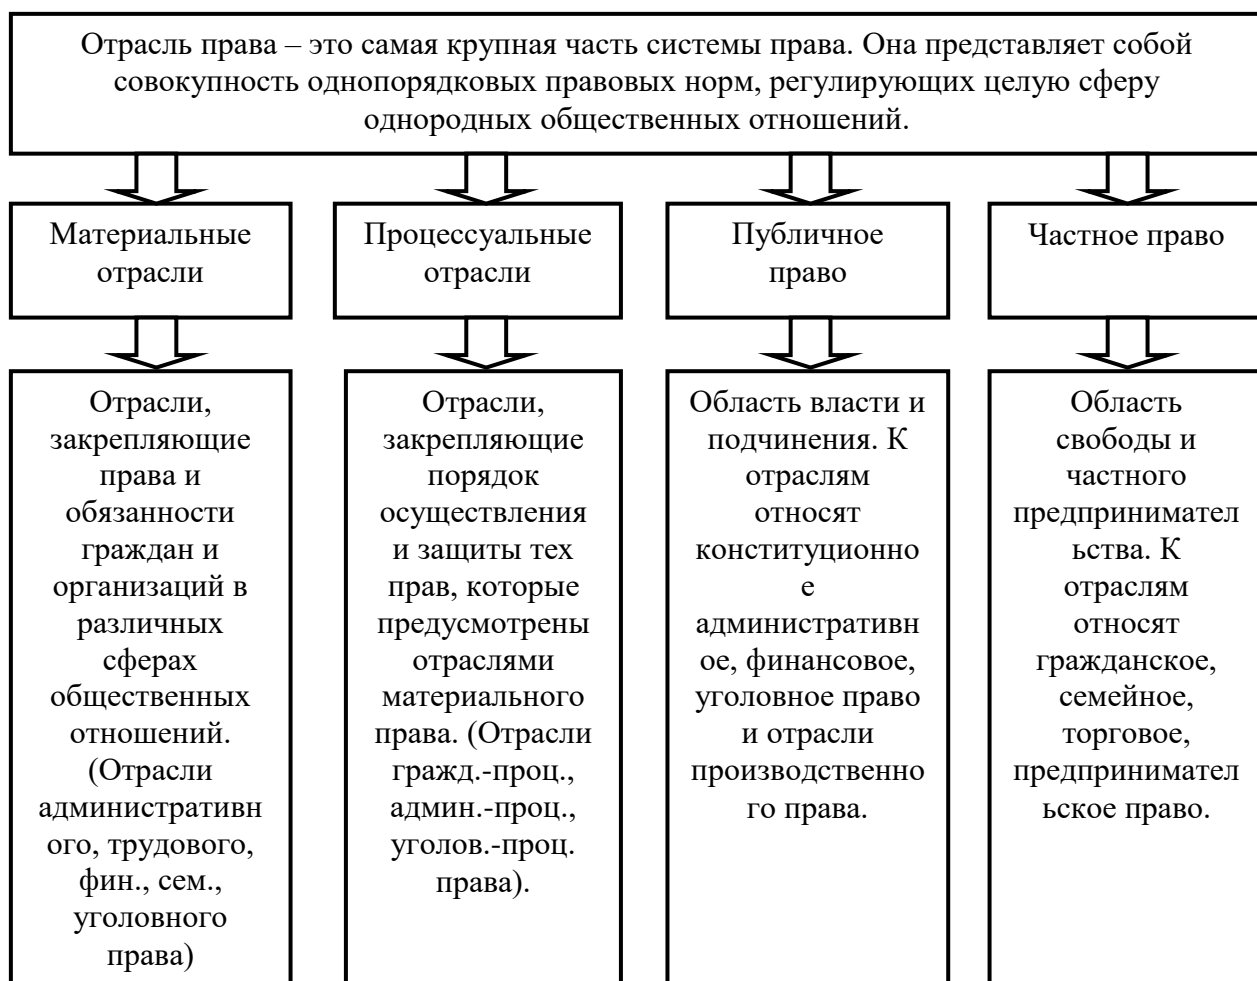 Отрасль права – это самая крупная часть системы права. Она представляет собой
совокупность однопорядковых правовых норм, регулирующих целую сферу
однородных общественных отношений.
Материальные
отрасли
Процессуальные
отрасли
Публичное
право
Частное право
Отрасли,
закрепляющие
права и
обязанности
граждан и
организаций в
различных
сферах
общественных
отношений.
(Отрасли
административн
ого, трудового,
фин., сем.,
уголовного
права)
Отрасли,
закрепляющие
порядок
осуществления
и защиты тех
прав, которые
предусмотрены
отраслями
материального
права. (Отрасли
гражд.-проц.,
админ.-проц.,
уголов.-проц.
права).
Область власти и
подчинения. К
отраслям
относят
конституционно
е
административн
ое, финансовое,
уголовное право
и отрасли
производственно
го права.
Область
свободы и
частного
предпринимател
ьства. К
отраслям
относят
гражданское,
семейное,
торговое,
предпринимател
ьское право.